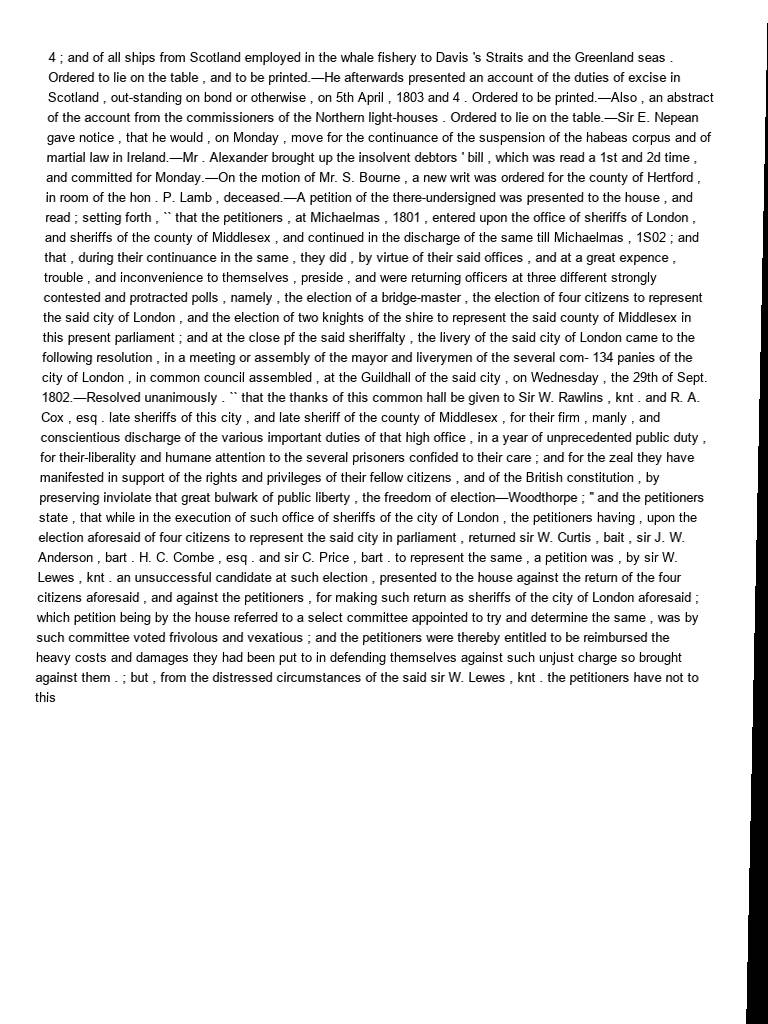 4 ; and of all ships from Scotland employed in the whale fishery to Davis 's Straits and the Greenland seas .
Ordered to lie on the table , and to be printed.—He afterwards presented an account of the duties of excise in
Scotland , out-standing on bond or otherwise , on 5th April , 1803 and 4 . Ordered to be printed.—Also , an abstract
of the account from the commissioners of the Northern light-houses . Ordered to lie on the table.—Sir E. Nepean
gave notice , that he would , on Monday , move for the continuance of the suspension of the habeas corpus and of
martial law in Ireland.—Mr . Alexander brought up the insolvent debtors ' bill , which was read a 1st and 2d time ,
and committed for Monday.—On the motion of Mr. S. Bourne , a new writ was ordered for the county of Hertford ,
in room of the hon . P. Lamb , deceased.—A petition of the there-undersigned was presented to the house , and
read ; setting forth , `` that the petitioners , at Michaelmas , 1801 , entered upon the office of sheriffs of London ,
and sheriffs of the county of Middlesex , and continued in the discharge of the same till Michaelmas , 1S02 ; and
that , during their continuance in the same , they did , by virtue of their said offices , and at a great expence ,
trouble , and inconvenience to themselves , preside , and were returning officers at three different strongly
contested and protracted polls , namely , the election of a bridge-master , the election of four citizens to represent
the said city of London , and the election of two knights of the shire to represent the said county of Middlesex in
this present parliament ; and at the close pf the said sheriffalty , the livery of the said city of London came to the
following resolution , in a meeting or assembly of the mayor and liverymen of the several com- 134 panies of the
city of London , in common council assembled , at the Guildhall of the said city , on Wednesday , the 29th of Sept.
1802.—Resolved unanimously . `` that the thanks of this common hall be given to Sir W. Rawlins , knt . and R. A.
Cox , esq . late sheriffs of this city , and late sheriff of the county of Middlesex , for their firm , manly , and
conscientious discharge of the various important duties of that high office , in a year of unprecedented public duty ,
for their-liberality and humane attention to the several prisoners confided to their care ; and for the zeal they have
manifested in support of the rights and privileges of their fellow citizens , and of the British constitution , by
preserving inviolate that great bulwark of public liberty , the freedom of election—Woodthorpe ; '' and the petitioners
state , that while in the execution of such office of sheriffs of the city of London , the petitioners having , upon the
election aforesaid of four citizens to represent the said city in parliament , returned sir W. Curtis , bait , sir J. W.
Anderson , bart . H. C. Combe , esq . and sir C. Price , bart . to represent the same , a petition was , by sir W.
Lewes , knt . an unsuccessful candidate at such election , presented to the house against the return of the four
citizens aforesaid , and against the petitioners , for making such return as sheriffs of the city of London aforesaid ;
which petition being by the house referred to a select committee appointed to try and determine the same , was by
such committee voted frivolous and vexatious ; and the petitioners were thereby entitled to be reimbursed the
heavy costs and damages they had been put to in defending themselves against such unjust charge so brought
against them . ; but , from the distressed circumstances of the said sir W. Lewes , knt . the petitioners have not to
this